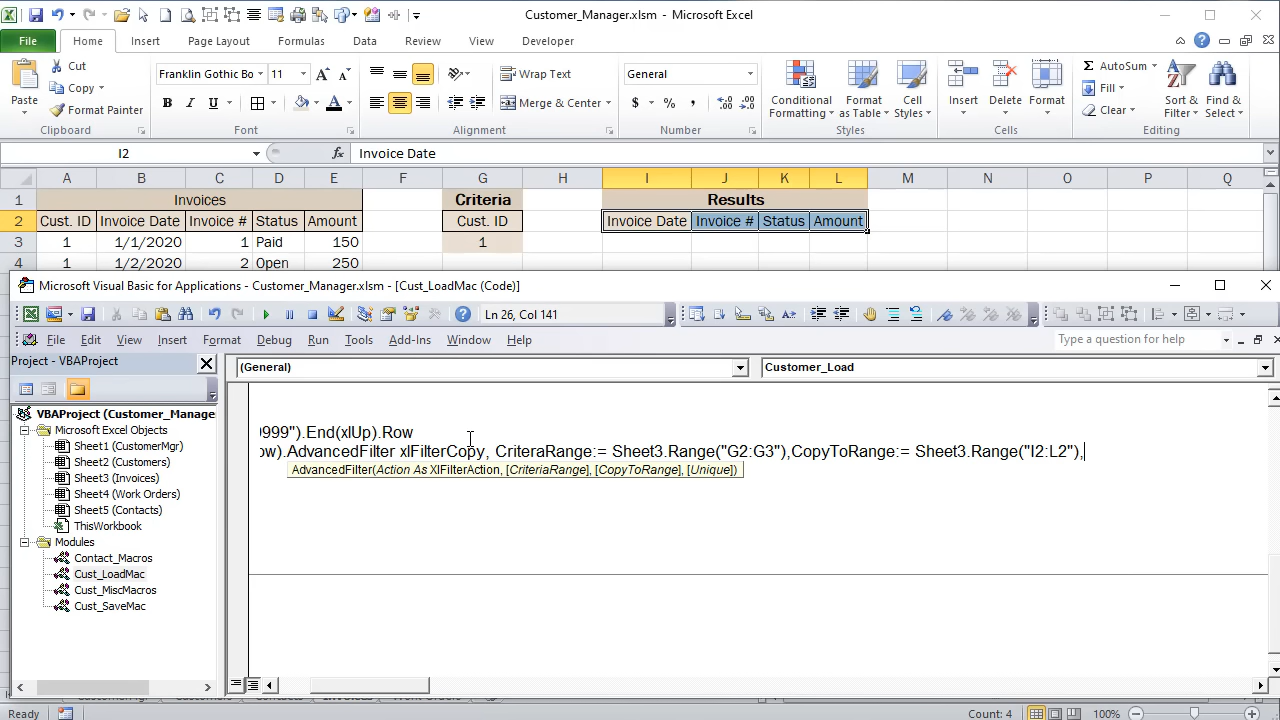 Customer_Manager.xlsm - Microsoft Excel
File Home Insert Page Layout Formulas Data Review View Developer
Paste Cut Copy Format Painter
Franklin Gothic Bo 11 B I U A
Wrap Text Merge & Center
General $ % ,
Conditional Formatting Format as Table Cell Styles
Insert Delete Format
AutoSum Fill Clear
Sort & Filter Find & Select
Clipboard Font Alignment Number Styles Cells Editing
I2 fx Invoice Date
A B C D E F G H I J K L M N O P Q
1 Invoices Criteria Results
2 Cust. ID Invoice Date Invoice # Status Amount Cust. ID Invoice Date Invoice # Status Amount
3 1 1/1/2020 1 Paid 150 1
4 1 1/2/2020 2 Open 250
Microsoft Visual Basic for Applications - Customer_Manager.xlsm - [Cust_LoadMac (Code)]
Ln 26, Col 141
File Edit View Insert Format Debug Run Tools Add-Ins Window Help Type a question for help
Project - VBAProject
(General) Customer_Load
VBAProject (Customer_Manage
Microsoft Excel Objects
Sheet1 (CustomerMgr)
Sheet2 (Customers)
Sheet3 (Invoices)
Sheet4 (Work Orders)
Sheet5 (Contacts)
ThisWorkbook
Modules
Contact_Macros
Cust_LoadMac
Cust_MiscMacros
Cust_SaveMac
9999").End(xlUp).Row
ow).AdvancedFilter xlFilterCopy, CriteraRange:= Sheet3.Range("G2:G3"),CopyToRange:= Sheet3.Range("I2:L2"),
AdvancedFilter(Action As XlFilterAction, [CriteriaRange], [CopyToRange], [Unique])
Ready Count: 4 100%